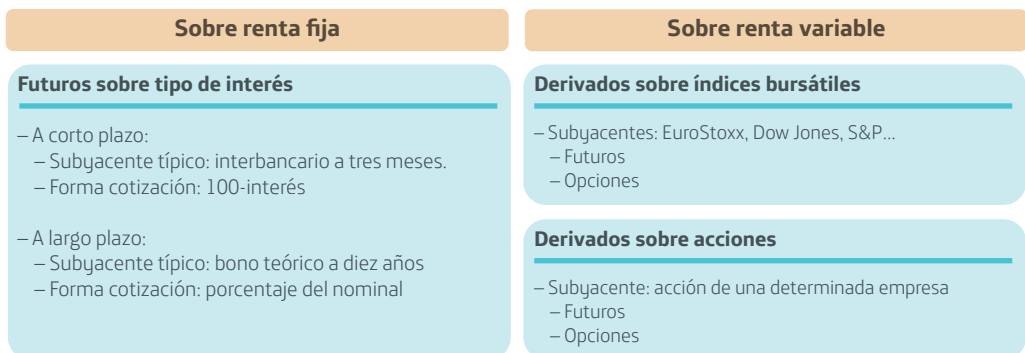 Sobre renta fija
Futuros sobre tipo de interés
– A corto plazo:
– Subyacente típico: interbancario a tres meses.
– Forma cotización: 100-interés
– A largo plazo:
– Subyacente típico: bono teórico a diez años
– Forma cotización: porcentaje del nominal
Sobre renta variable
Derivados sobre índices bursátiles
– Subyacentes: EuroStoxx, Dow Jones, S&P...
– Futuros
– Opciones
Derivados sobre acciones
– Subyacente: acción de una determinada empresa
– Futuros
– Opciones